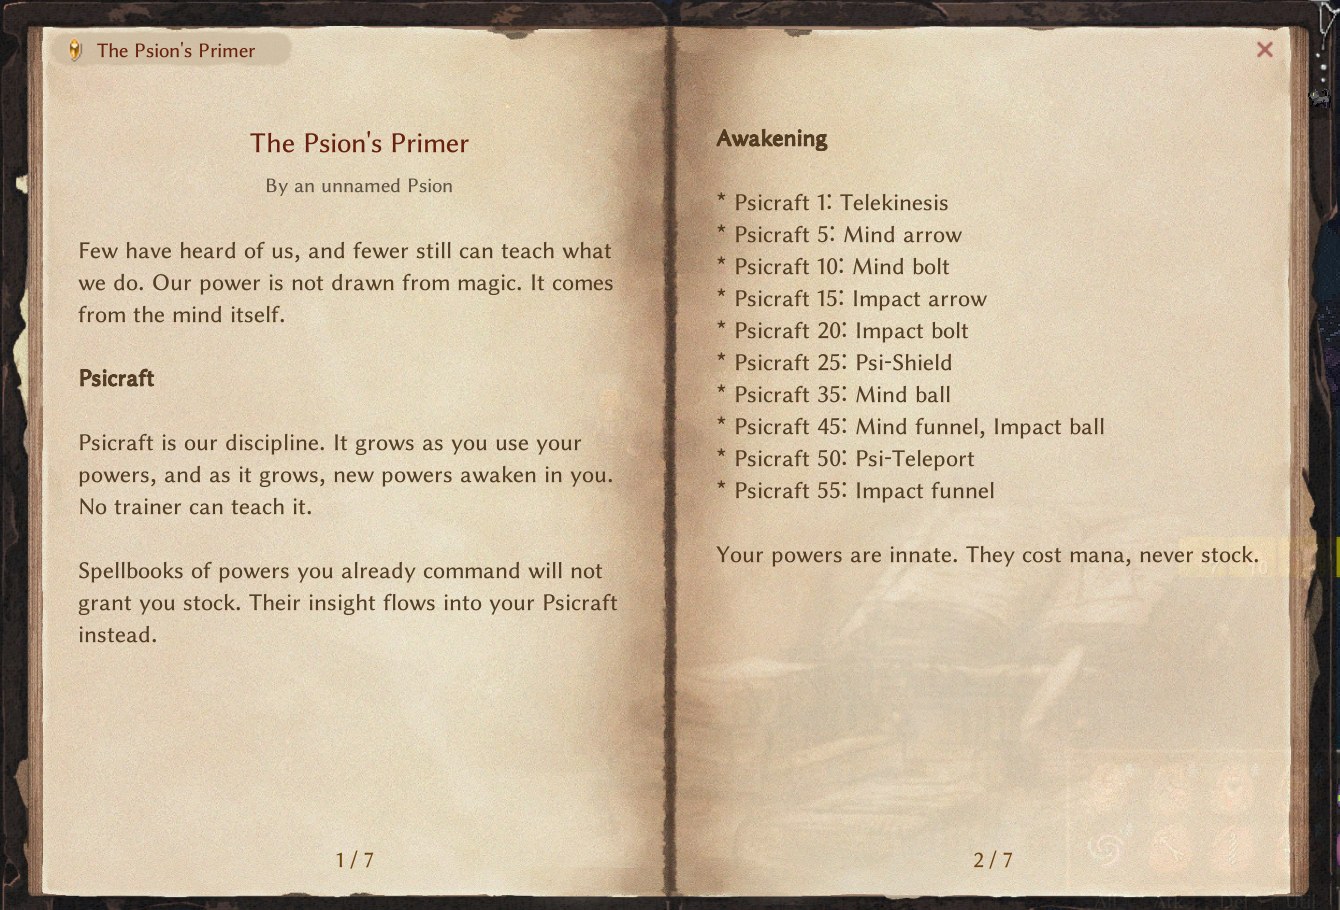 The Psion's Primer
The Psion's Primer
By an unnamed Psion
Few have heard of us, and fewer still can teach what
we do. Our power is not drawn from magic. It comes
from the mind itself.
Psicraft
Psicraft is our discipline. It grows as you use your
powers, and as it grows, new powers awaken in you.
No trainer can teach it.
Spellbooks of powers you already command will not
grant you stock. Their insight flows into your Psicraft
instead.
1 / 7
Awakening
* Psicraft 1: Telekinesis
* Psicraft 5: Mind arrow
* Psicraft 10: Mind bolt
* Psicraft 15: Impact arrow
* Psicraft 20: Impact bolt
* Psicraft 25: Psi-Shield
* Psicraft 35: Mind ball
* Psicraft 45: Mind funnel, Impact ball
* Psicraft 50: Psi-Teleport
* Psicraft 55: Impact funnel
Your powers are innate. They cost mana, never stock.
2 / 7